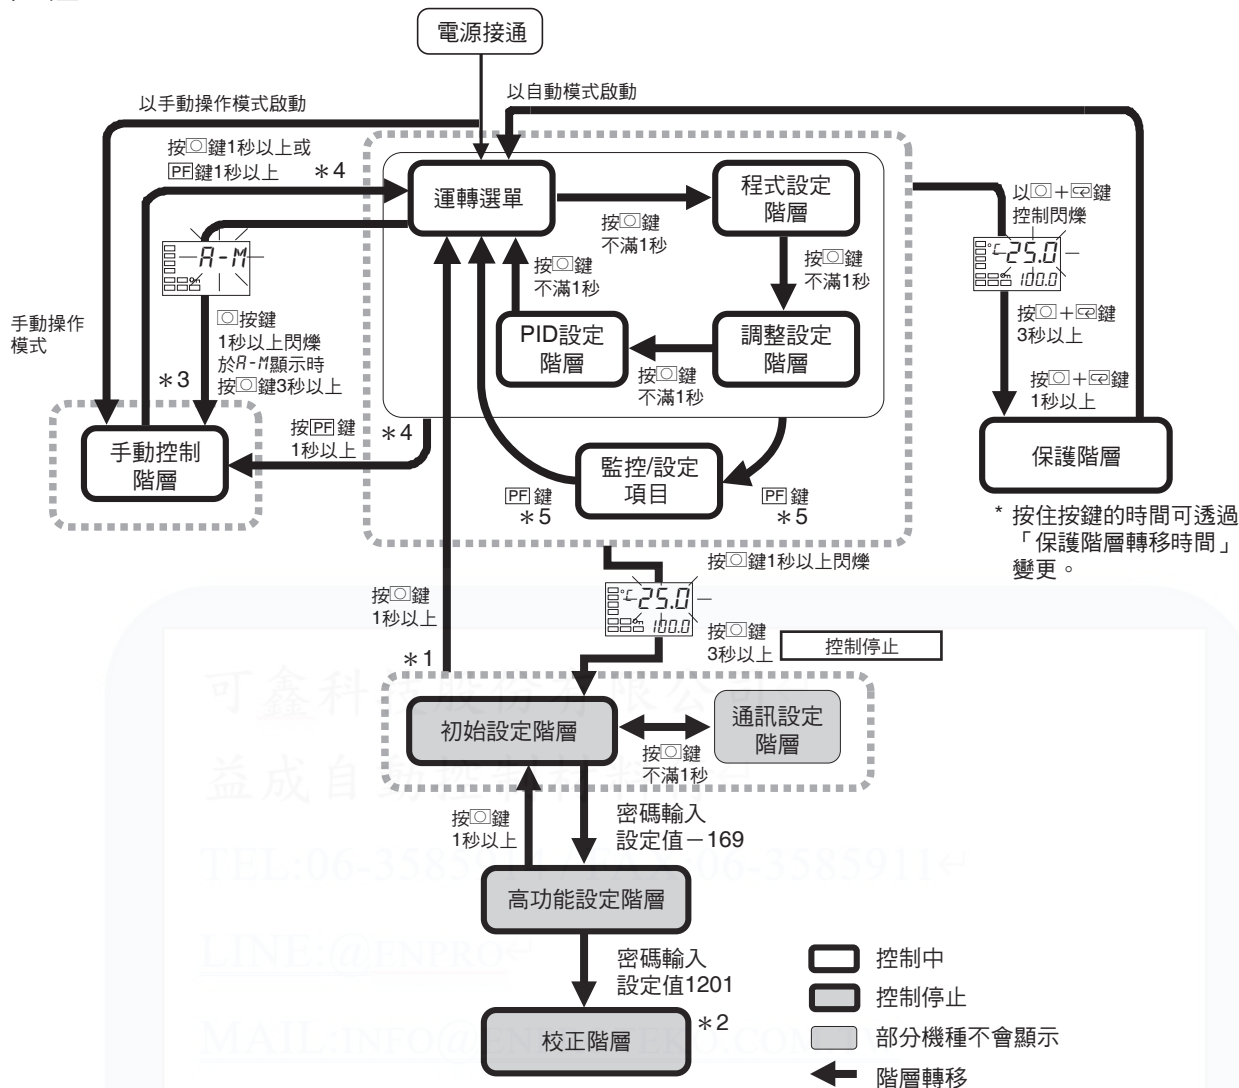 電源接通
以手動操作模式啟動
以自動模式啟動
按鍵1秒以上或
PF鍵1秒以上 ＊4
運轉選單
程式設定
階層
按鍵
不滿1秒
以＋鍵
控制閃爍
℃25.0
100.0
A-M
按鍵
不滿1秒
按鍵
不滿1秒
手動操作
模式
按鍵
1秒以上閃爍
於A-M顯示時
按鍵3秒以上
＊3
PID設定
階層
調整設定
階層
按鍵
不滿1秒
按＋鍵
3秒以上
按＋鍵
1秒以上
手動控制
階層
按PF鍵
1秒以上
＊4
監控/設定
項目
PF鍵
＊5
PF鍵
＊5
保護階層
* 按住按鍵的時間可透過
「保護階層轉移時間」
變更。
按鍵1秒以上閃爍
℃25.0
100.0
按鍵
1秒以上
＊1
按鍵
3秒以上
控制停止
可鑫科技股份有限公司
初始設定階層
通訊設定
階層
按鍵
不滿1秒
益成自動控制材料
按鍵
1秒以上
密碼輸入
設定值－169
TEL:06-3585911 / FAX:06-3585911
高功能設定階層
LINE:@ENPRO
密碼輸入
設定值1201
校正階層
＊2
控制中
控制停止
部分機種不會顯示
階層轉移